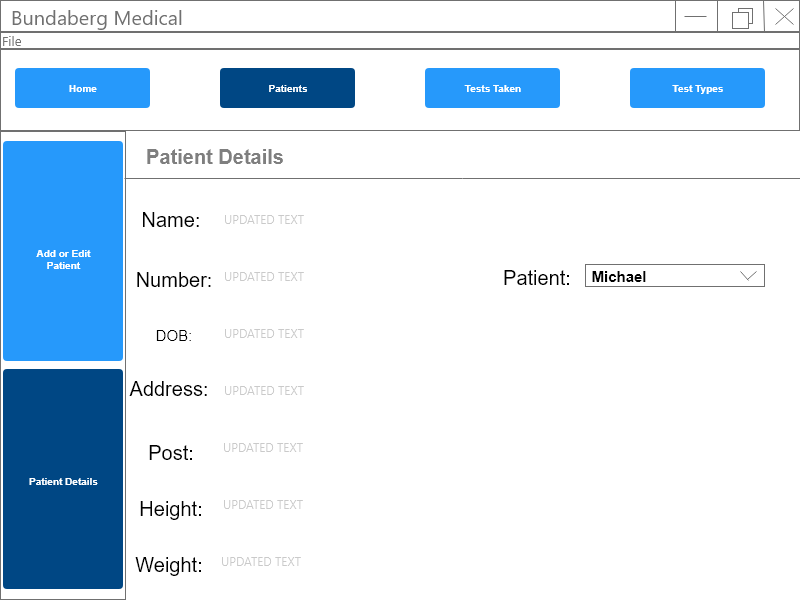 Bundaberg Medical
File
Home
Patients
Tests Taken
Test Types
Add or Edit
Patient
Patient Details
Patient Details
Name: UPDATED TEXT
Number: UPDATED TEXT
Patient: Michael
DOB: UPDATED TEXT
Address: UPDATED TEXT
Post: UPDATED TEXT
Height: UPDATED TEXT
Weight: UPDATED TEXT